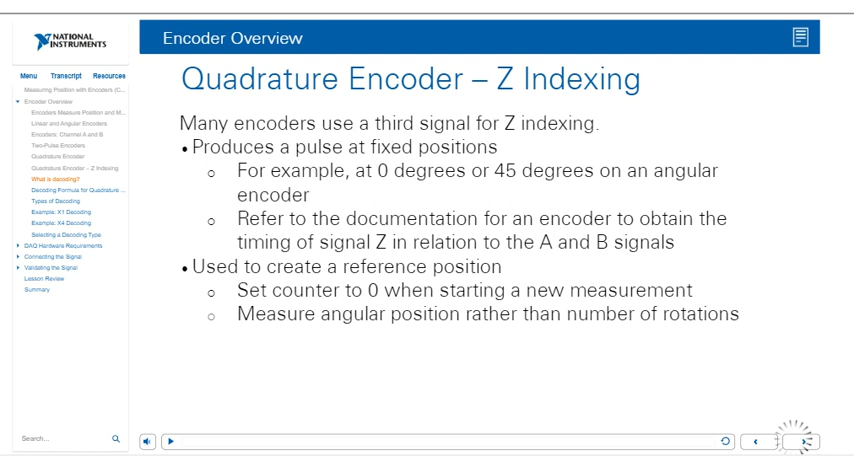 NATIONAL
INSTRUMENTS
Encoder Overview
Menu Transcript Resources
Measuring Position with Encoders (C...
Encoder Overview
Encoders Measure Position and M...
Linear and Angular Encoders
Encoders: Channel A and B
Two-Pulse Encoders
Quadrature Encoder
Quadrature Encoder – Z Indexing
What is decoding?
Decoding Formula for Quadrature ...
Types of Decoding
Example: X1 Decoding
Example: X4 Decoding
Selecting a Decoding Type
DAQ Hardware Requirements
Connecting the Signal
Validating the Signal
Lesson Review
Summary
Search...
Quadrature Encoder – Z Indexing
Many encoders use a third signal for Z indexing.
• Produces a pulse at fixed positions
○ For example, at 0 degrees or 45 degrees on an angular
encoder
○ Refer to the documentation for an encoder to obtain the
timing of signal Z in relation to the A and B signals
• Used to create a reference position
○ Set counter to 0 when starting a new measurement
○ Measure angular position rather than number of rotations